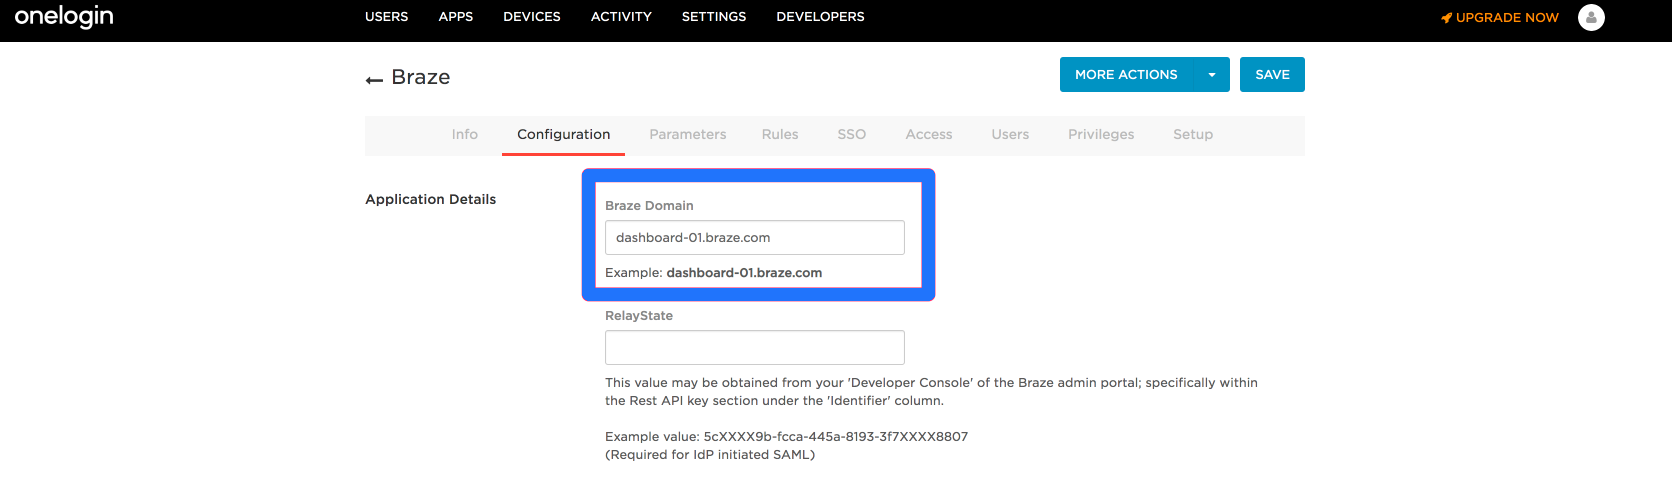 onelogin
USERS APPS DEVICES ACTIVITY SETTINGS DEVELOPERS
UPGRADE NOW
Braze
MORE ACTIONS
SAVE
Info Configuration Parameters Rules SSO Access Users Privileges Setup
Application Details
Braze Domain
dashboard-01.braze.com
Example: dashboard-01.braze.com
RelayState
This value may be obtained from your 'Developer Console' of the Braze admin portal; specifically within
the Rest API key section under the 'Identifier' column.
Example value: 5cXXXX9b-fcca-445a-8193-3f7XXXX8807
(Required for IdP initiated SAML)